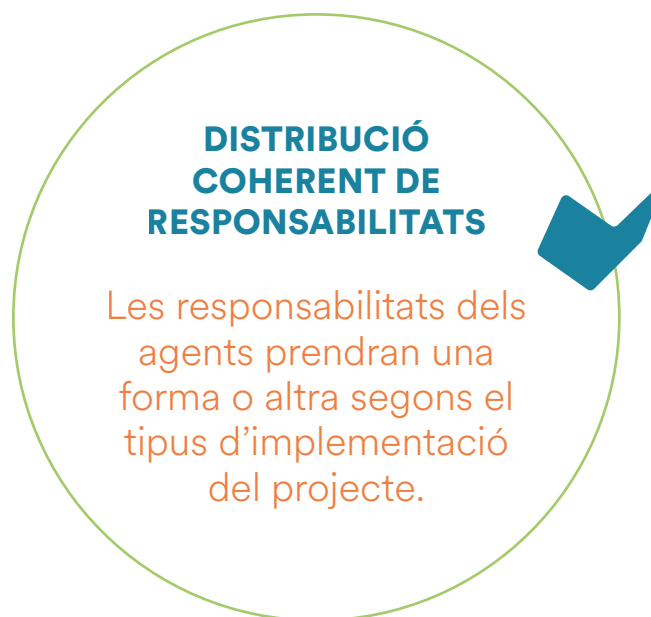 DISTRIBUCIÓ
COHERENT DE
RESPONSABILITATS
Les responsabilitats dels
agents prendran una
forma o altra segons el
tipus d’implementació
del projecte.